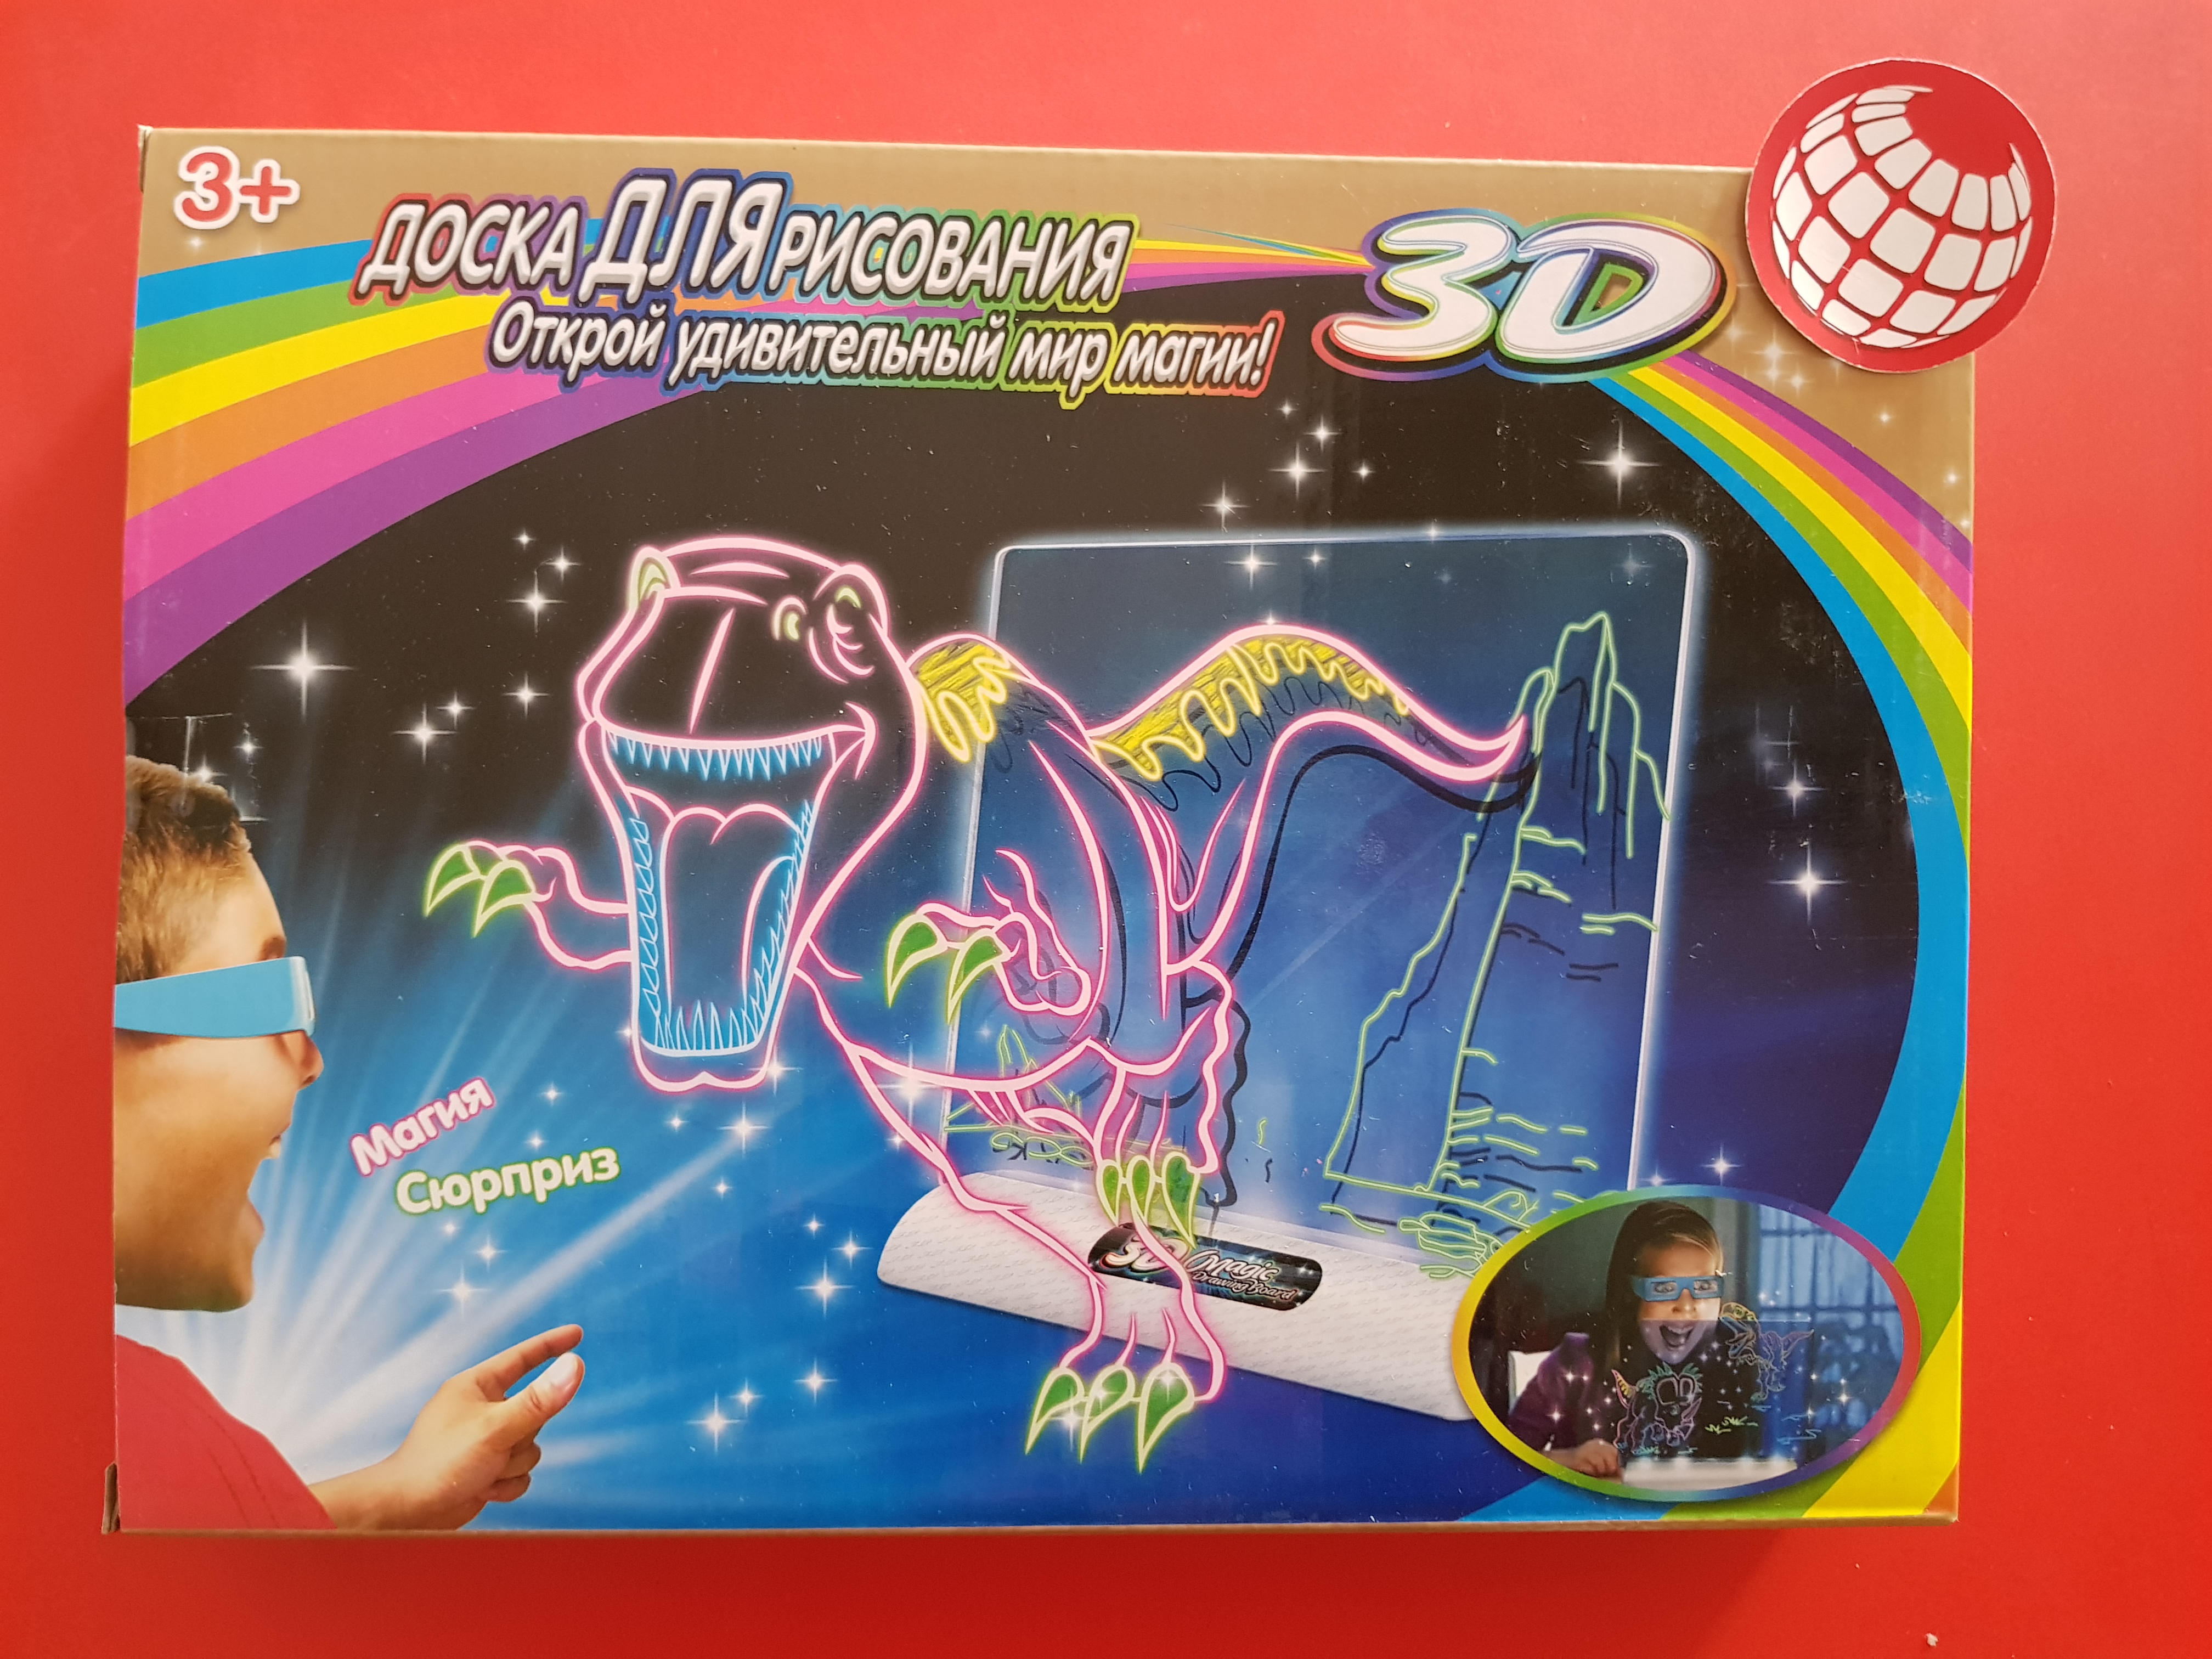 3+
ДОСКА ДЛЯ РИСОВАНИЯ
3D
Открой удивительный мир магии!
Магия
Сюрприз
3D Magic
Drawing Board